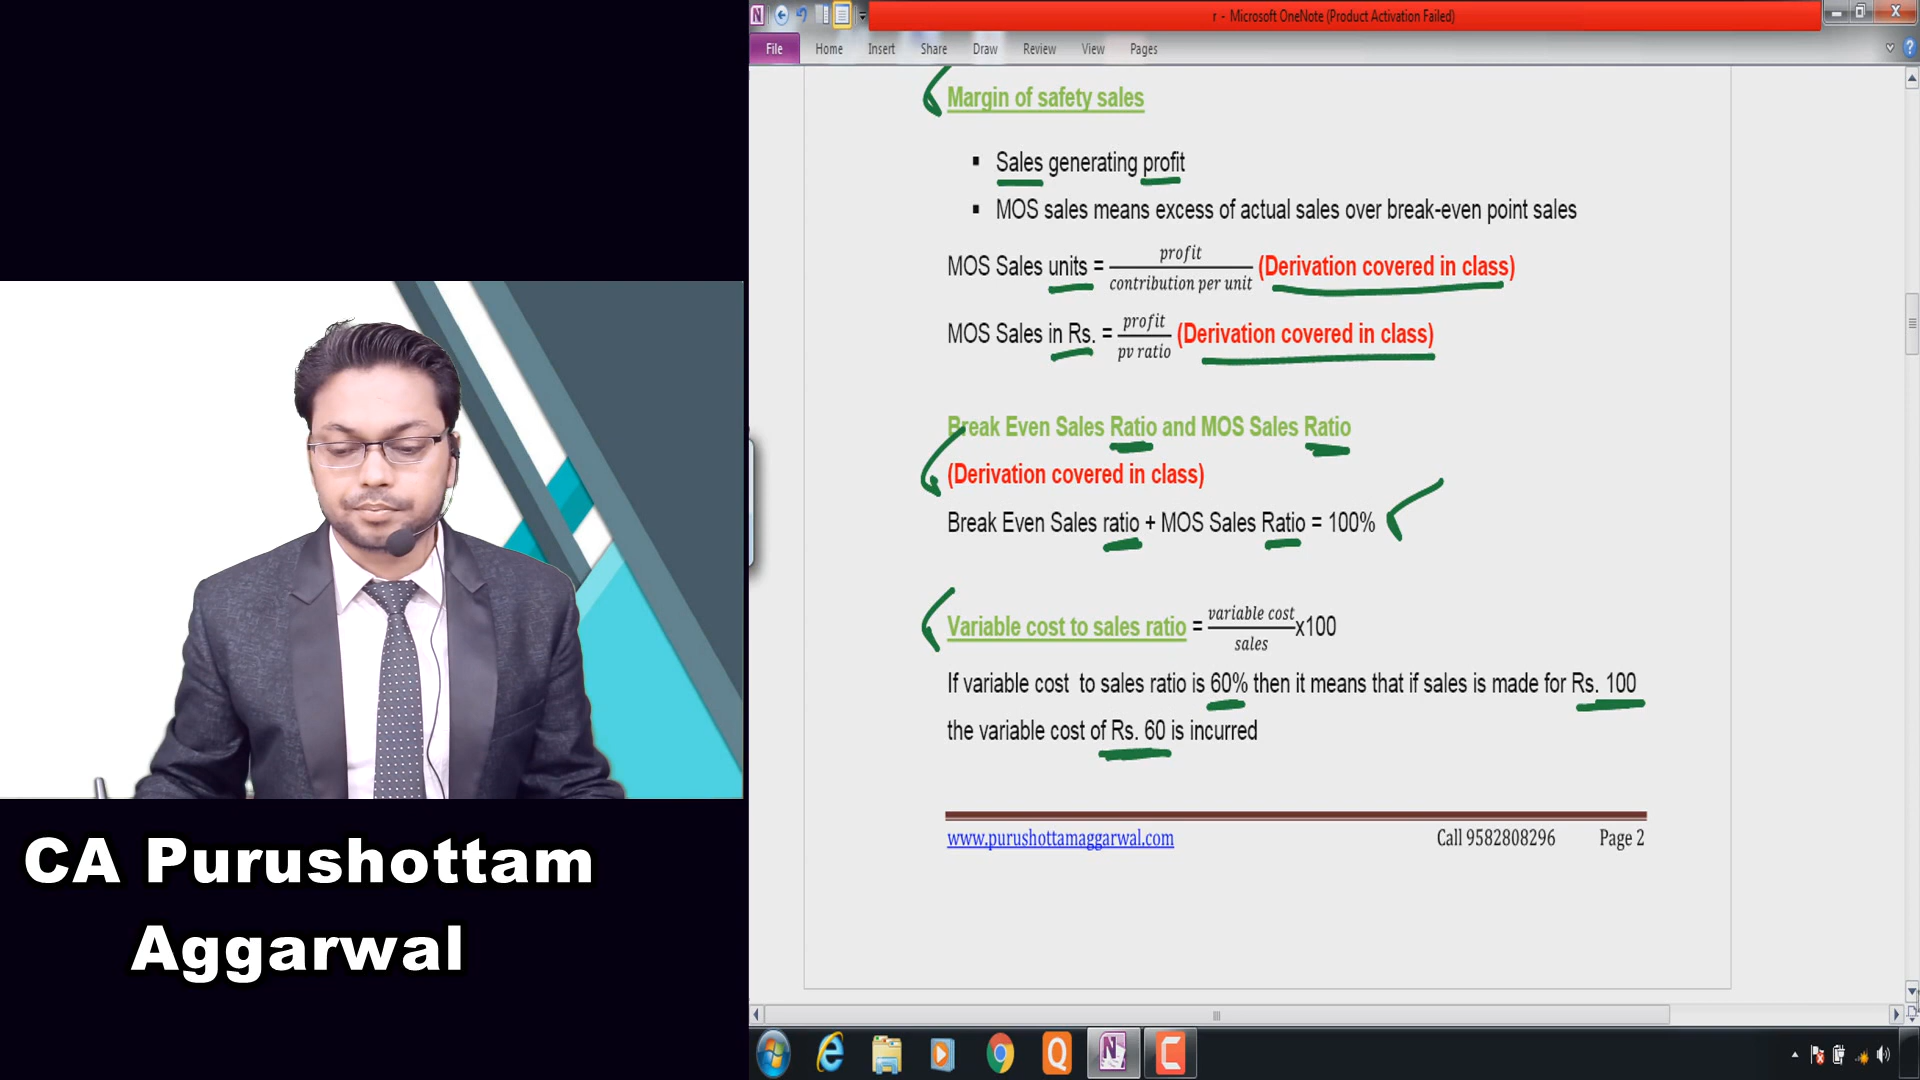 r - Microsoft OneNote (Product Activation Failed)
File Home Insert Share Draw Review View Pages
Margin of safety sales
▪ Sales generating profit
▪ MOS sales means excess of actual sales over break-even point sales
MOS Sales units = profit / contribution per unit (Derivation covered in class)
MOS Sales in Rs. = profit / pv ratio (Derivation covered in class)
Break Even Sales Ratio and MOS Sales Ratio
(Derivation covered in class)
Break Even Sales ratio + MOS Sales Ratio = 100%
Variable cost to sales ratio = variable cost / sales x100
If variable cost to sales ratio is 60% then it means that if sales is made for Rs. 100
the variable cost of Rs. 60 is incurred
www.purushottamaggarwal.com Call 9582808296 Page 2
CA Purushottam
Aggarwal